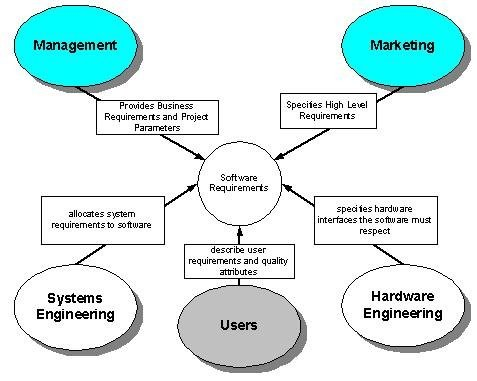 Management
Marketing
Provides Business
Requirements and Project
Parameters
Specifies High Level
Requirements
Software
Requirements
allocates system
requirements to software
specifies hardware
interfaces the software must
respect
describe user
requirements and quality
attributes
Systems
Engineering
Users
Hardware
Engineering